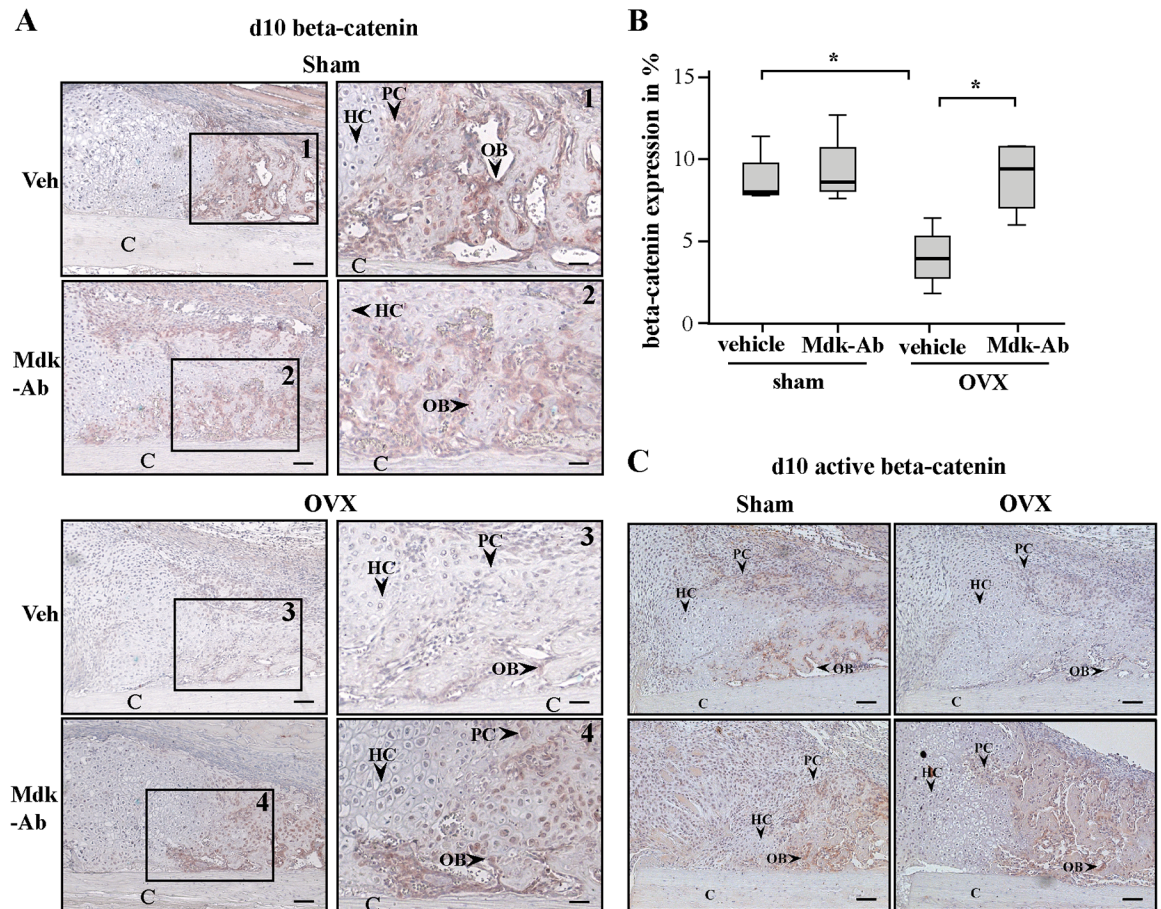 A
d10 beta-catenin
Sham
Veh
1
C
1
HC
PC
OB
C
Mdk
-Ab
2
C
2
HC
OB
C
OVX
Veh
3
C
3
HC
PC
OB
C
Mdk
-Ab
4
C
4
HC
PC
OB
C
B
beta-catenin expression in %
15
10
5
0
*
*
vehicle Mdk-Ab vehicle Mdk-Ab
sham OVX
C
d10 active beta-catenin
Sham OVX
PC
HC
OB
C
PC
HC
OB
C
PC
HC
OB
C
PC
HC
OB
C